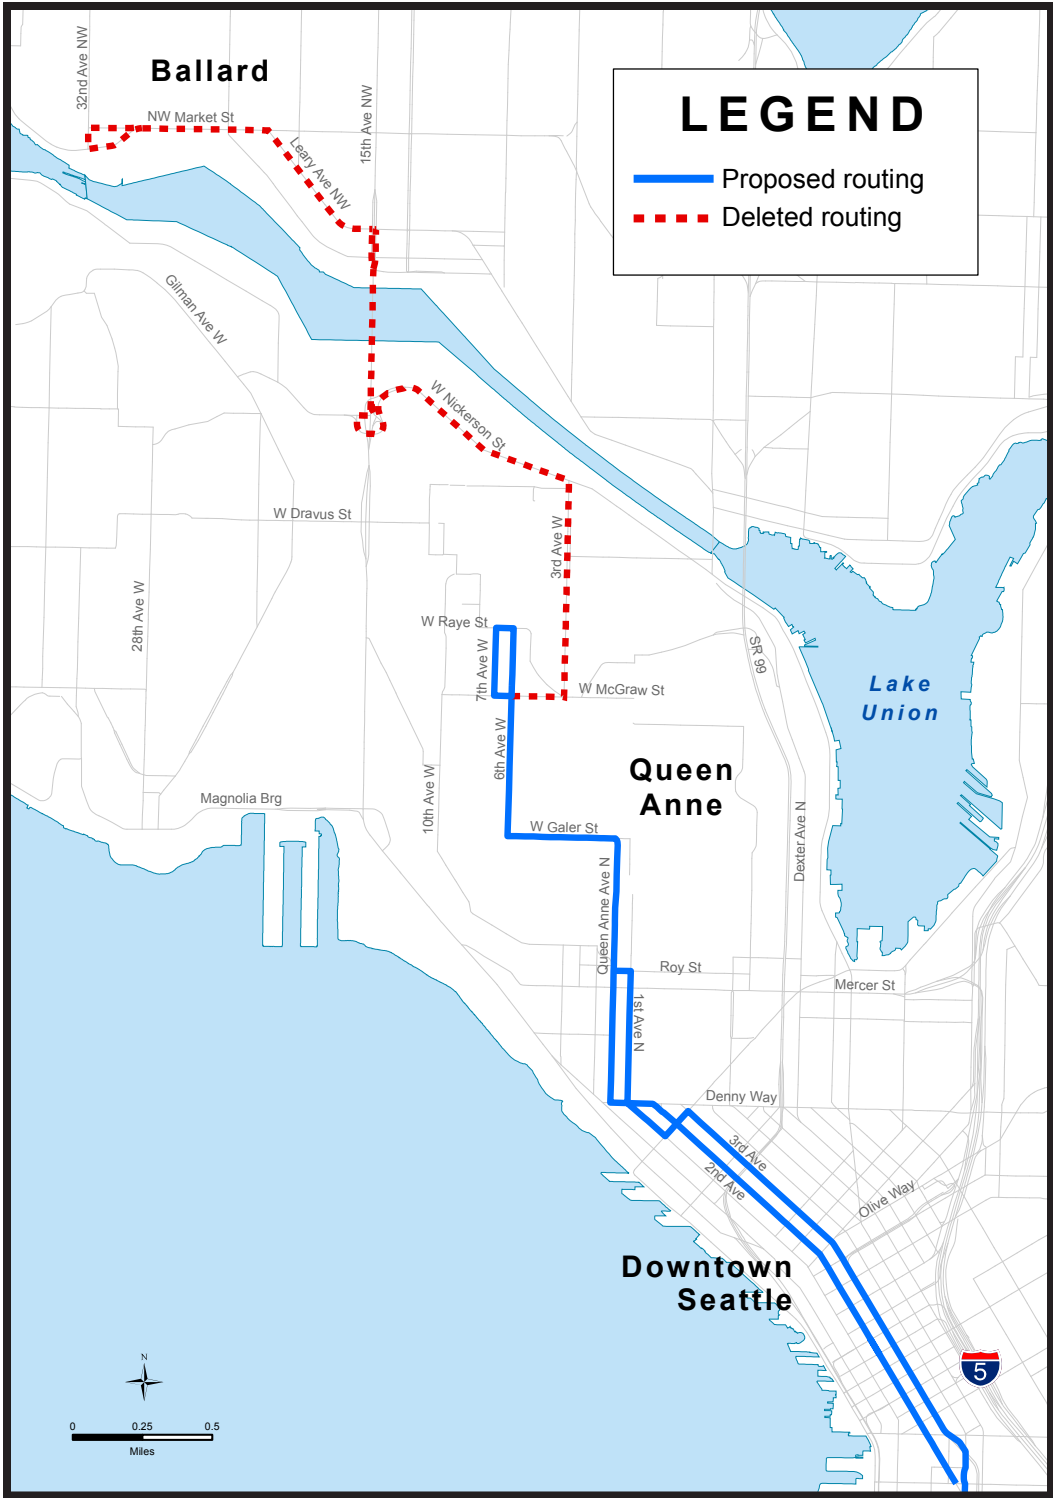 Ballard
32nd Ave NW
NW Market St
15th Ave NW
Leary Ave NW
LEGEND
Proposed routing
Deleted routing
Gilman Ave W
W Nickerson St
W Dravus St
3rd Ave W
28th Ave W
W Raye St
7th Ave W
W McGraw St
SR 99
Lake
Union
6th Ave W
Queen
Anne
Magnolia Brg
10th Ave W
W Galer St
Dexter Ave N
Queen Anne Ave N
Roy St
Mercer St
1st Ave N
Denny Way
3rd Ave
2nd Ave
Olive Way
Downtown
Seattle
5
N
0 0.25 0.5
Miles